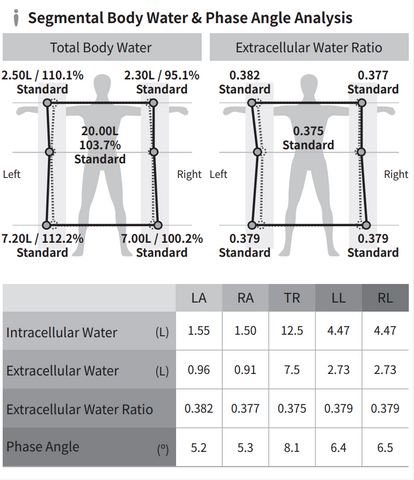 Segmental Body Water & Phase Angle Analysis
Total Body Water
Extracellular Water Ratio
2.50L / 110.1%
Standard
2.30L / 95.1%
Standard
0.382
Standard
0.377
Standard
20.00L
103.7%
Standard
0.375
Standard
Left
Right
Left
Right
7.20L / 112.2%
Standard
7.00L / 100.2%
Standard
0.379
Standard
0.379
Standard
LA RA TR LL RL
Intracellular Water (L) 1.55 1.50 12.5 4.47 4.47
Extracellular Water (L) 0.96 0.91 7.5 2.73 2.73
Extracellular Water Ratio 0.382 0.377 0.375 0.379 0.379
Phase Angle (º) 5.2 5.3 8.1 6.4 6.5